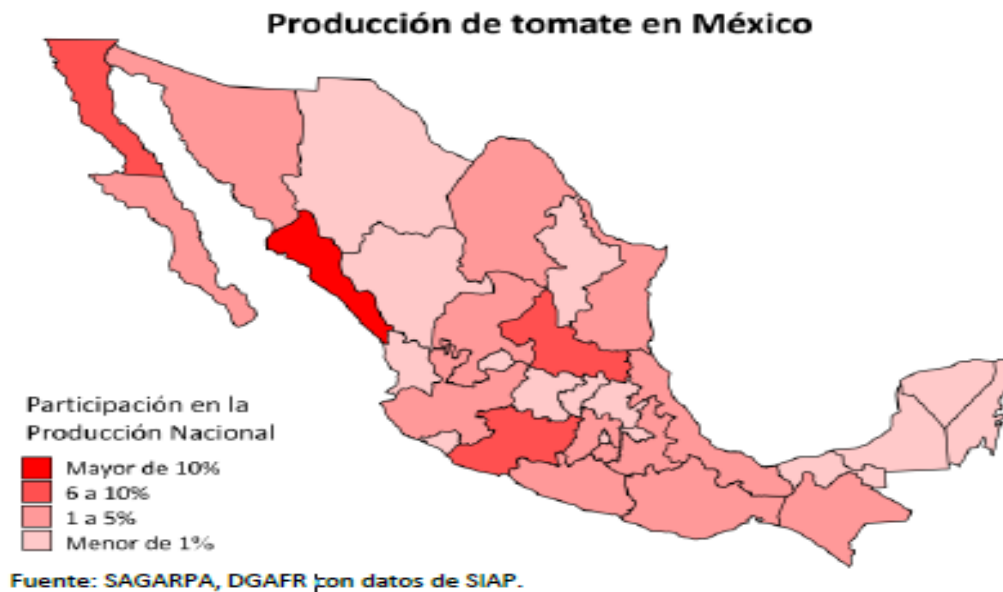 Producción de tomate en México
Participación en la
Producción Nacional
Mayor de 10%
6 a 10%
1 a 5%
Menor de 1%
Fuente: SAGARPA, DGAFR con datos de SIAP.